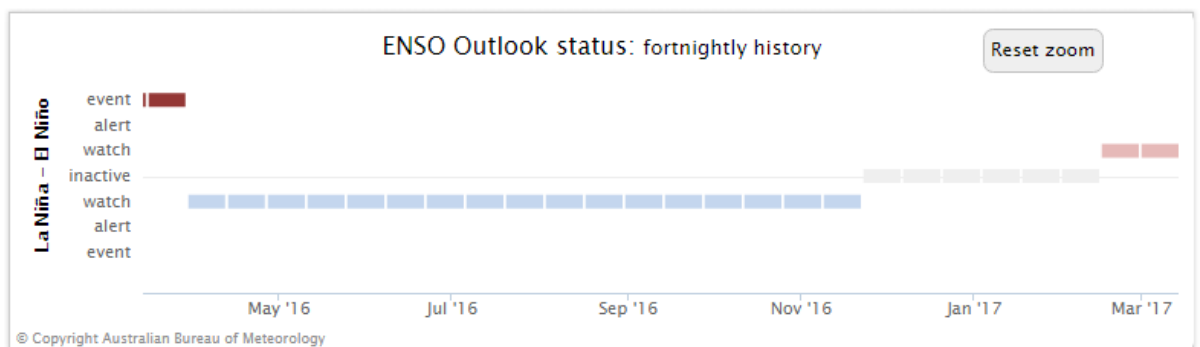 ENSO Outlook status: fortnightly history
Reset zoom
La Niña – El Niño
event
alert
watch
inactive
watch
alert
event
May '16 Jul '16 Sep '16 Nov '16 Jan '17 Mar '17
© Copyright Australian Bureau of Meteorology